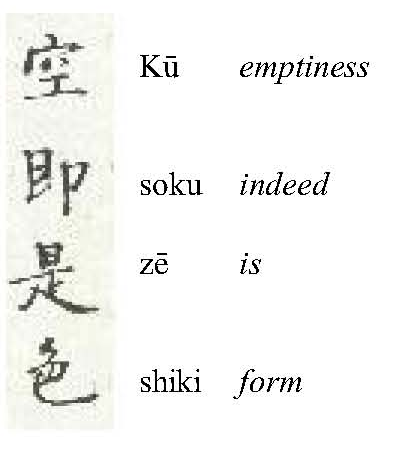 空 Kū emptiness
即 soku indeed
是 zē is
色 shiki form